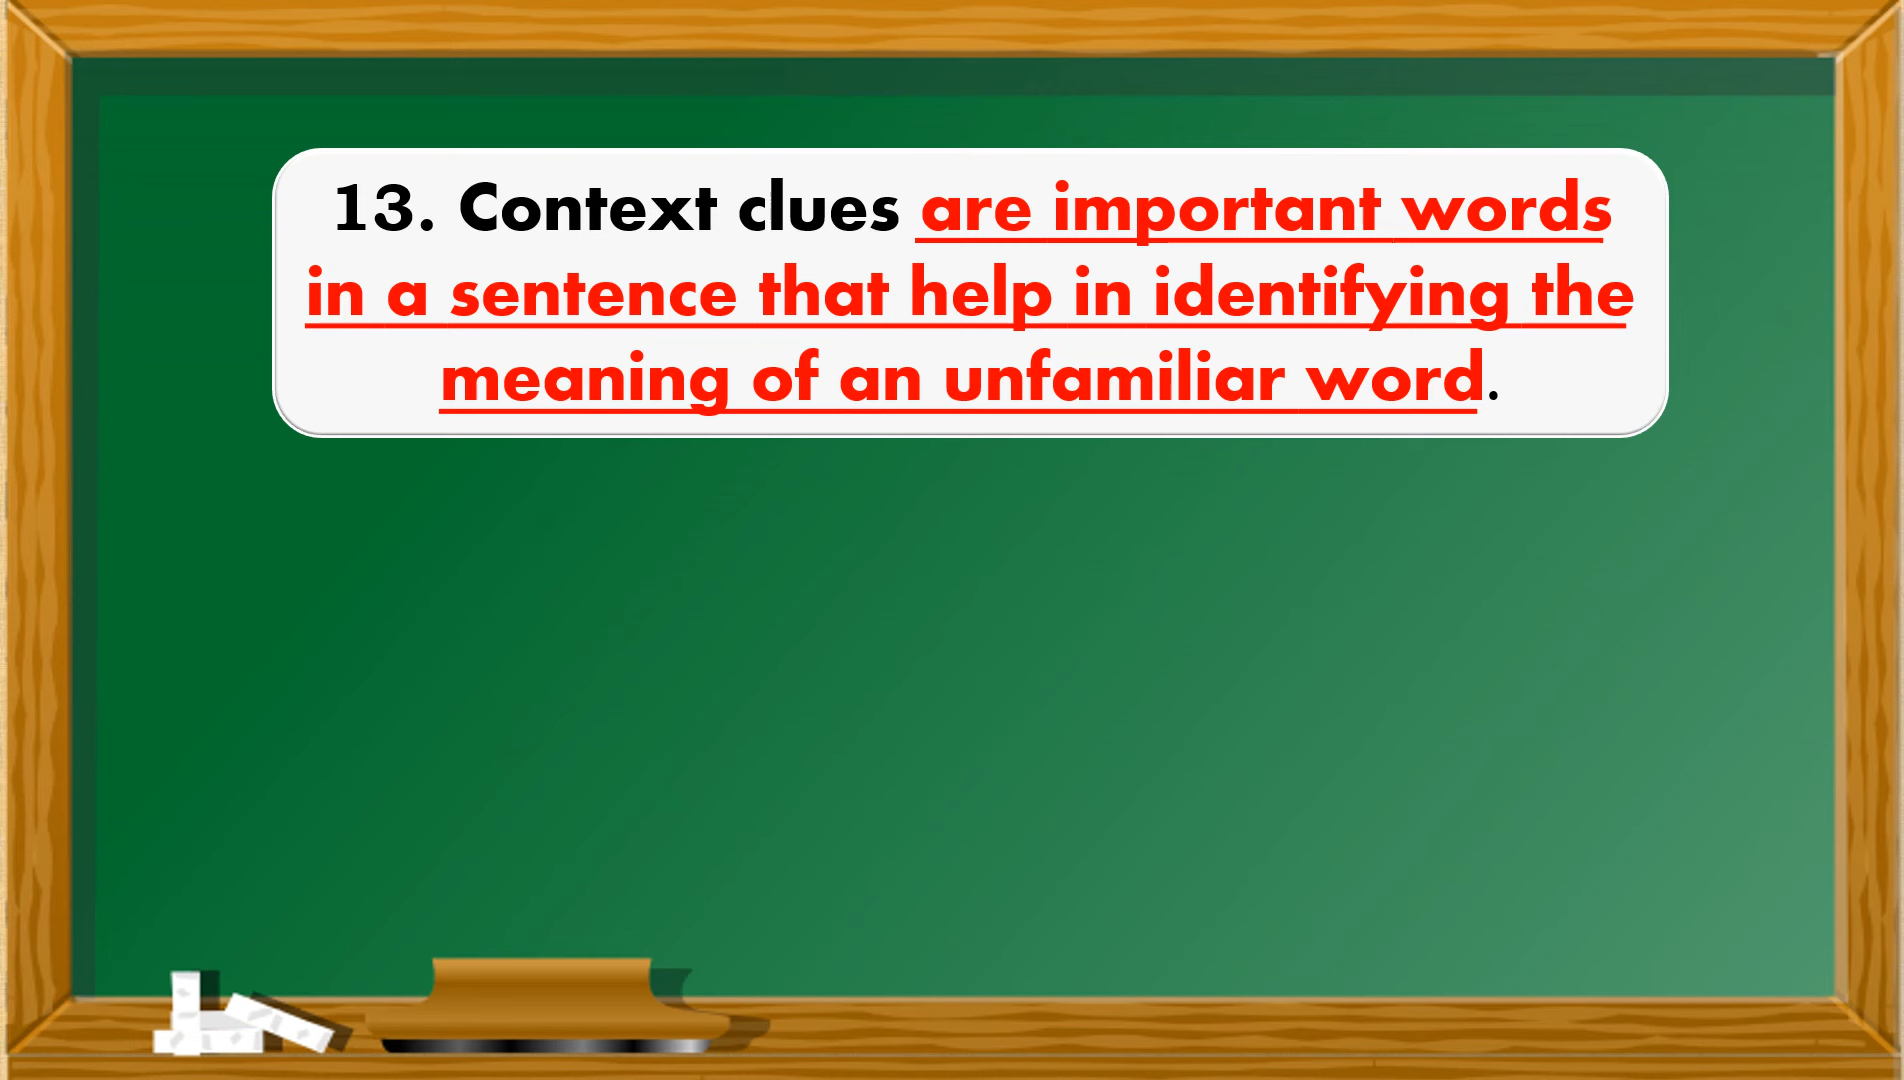 13. Context clues are important words
in a sentence that help in identifying the
meaning of an unfamiliar word.